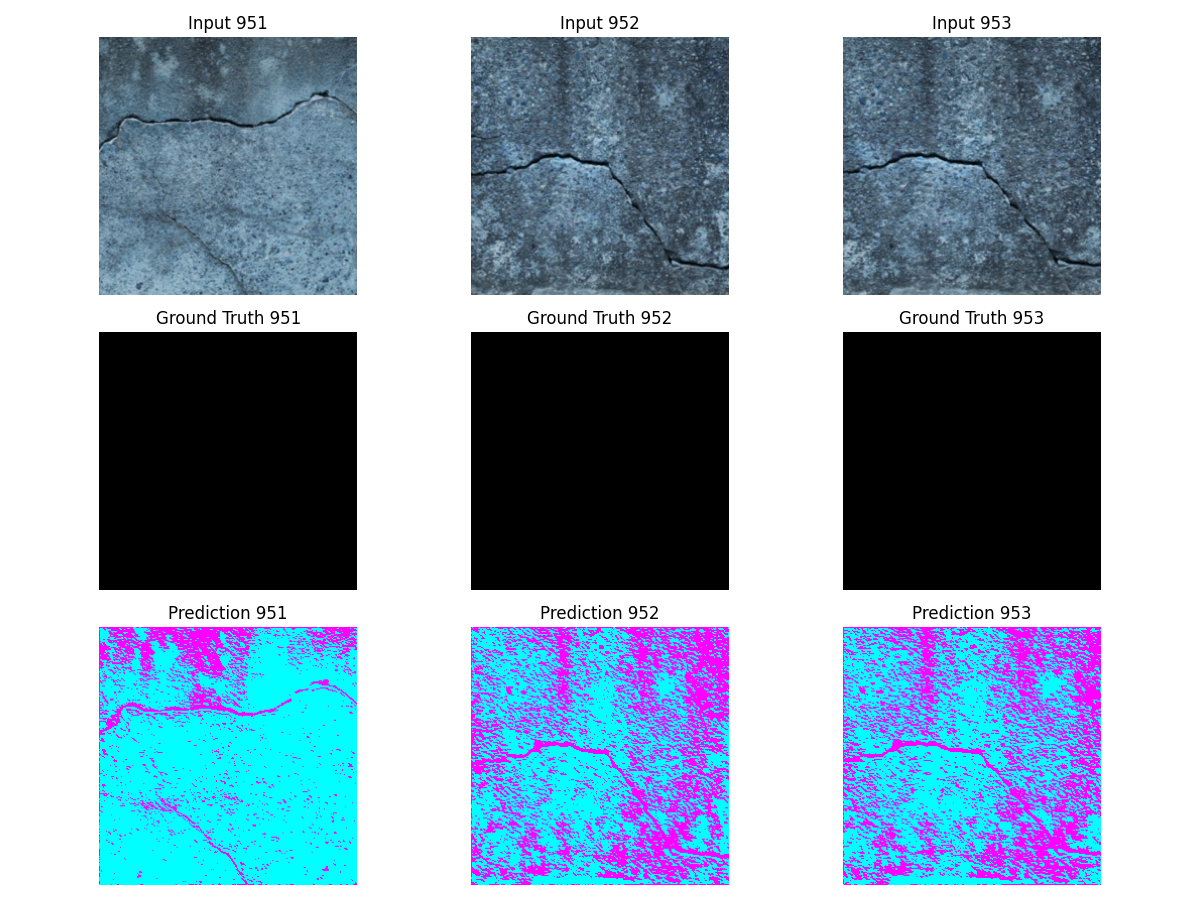 Input 951
Input 952
Input 953
Ground Truth 951
Ground Truth 952
Ground Truth 953
Prediction 951
Prediction 952
Prediction 953